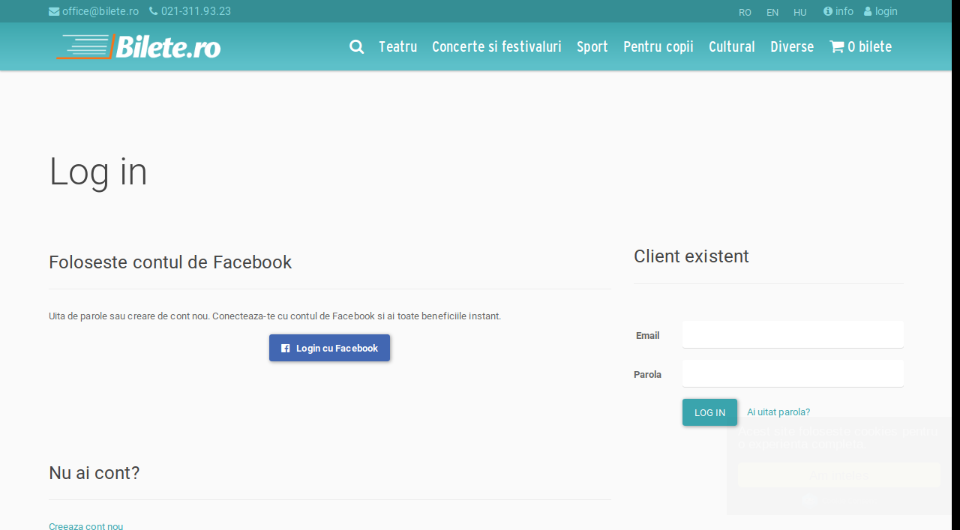 office@bilete.ro 021-311.93.23 RO EN HU info login
Bilete.ro Teatru Concerte si festivaluri Sport Pentru copii Cultural Diverse 0 bilete
Log in
Foloseste contul de Facebook
Client existent
Uita de parole sau creare de cont nou. Conecteaza-te cu contul de Facebook si ai toate beneficiile instant.
Email
Login cu Facebook
Parola
LOG IN Ai uitat parola?
Nu ai cont?
Creeaza cont nou